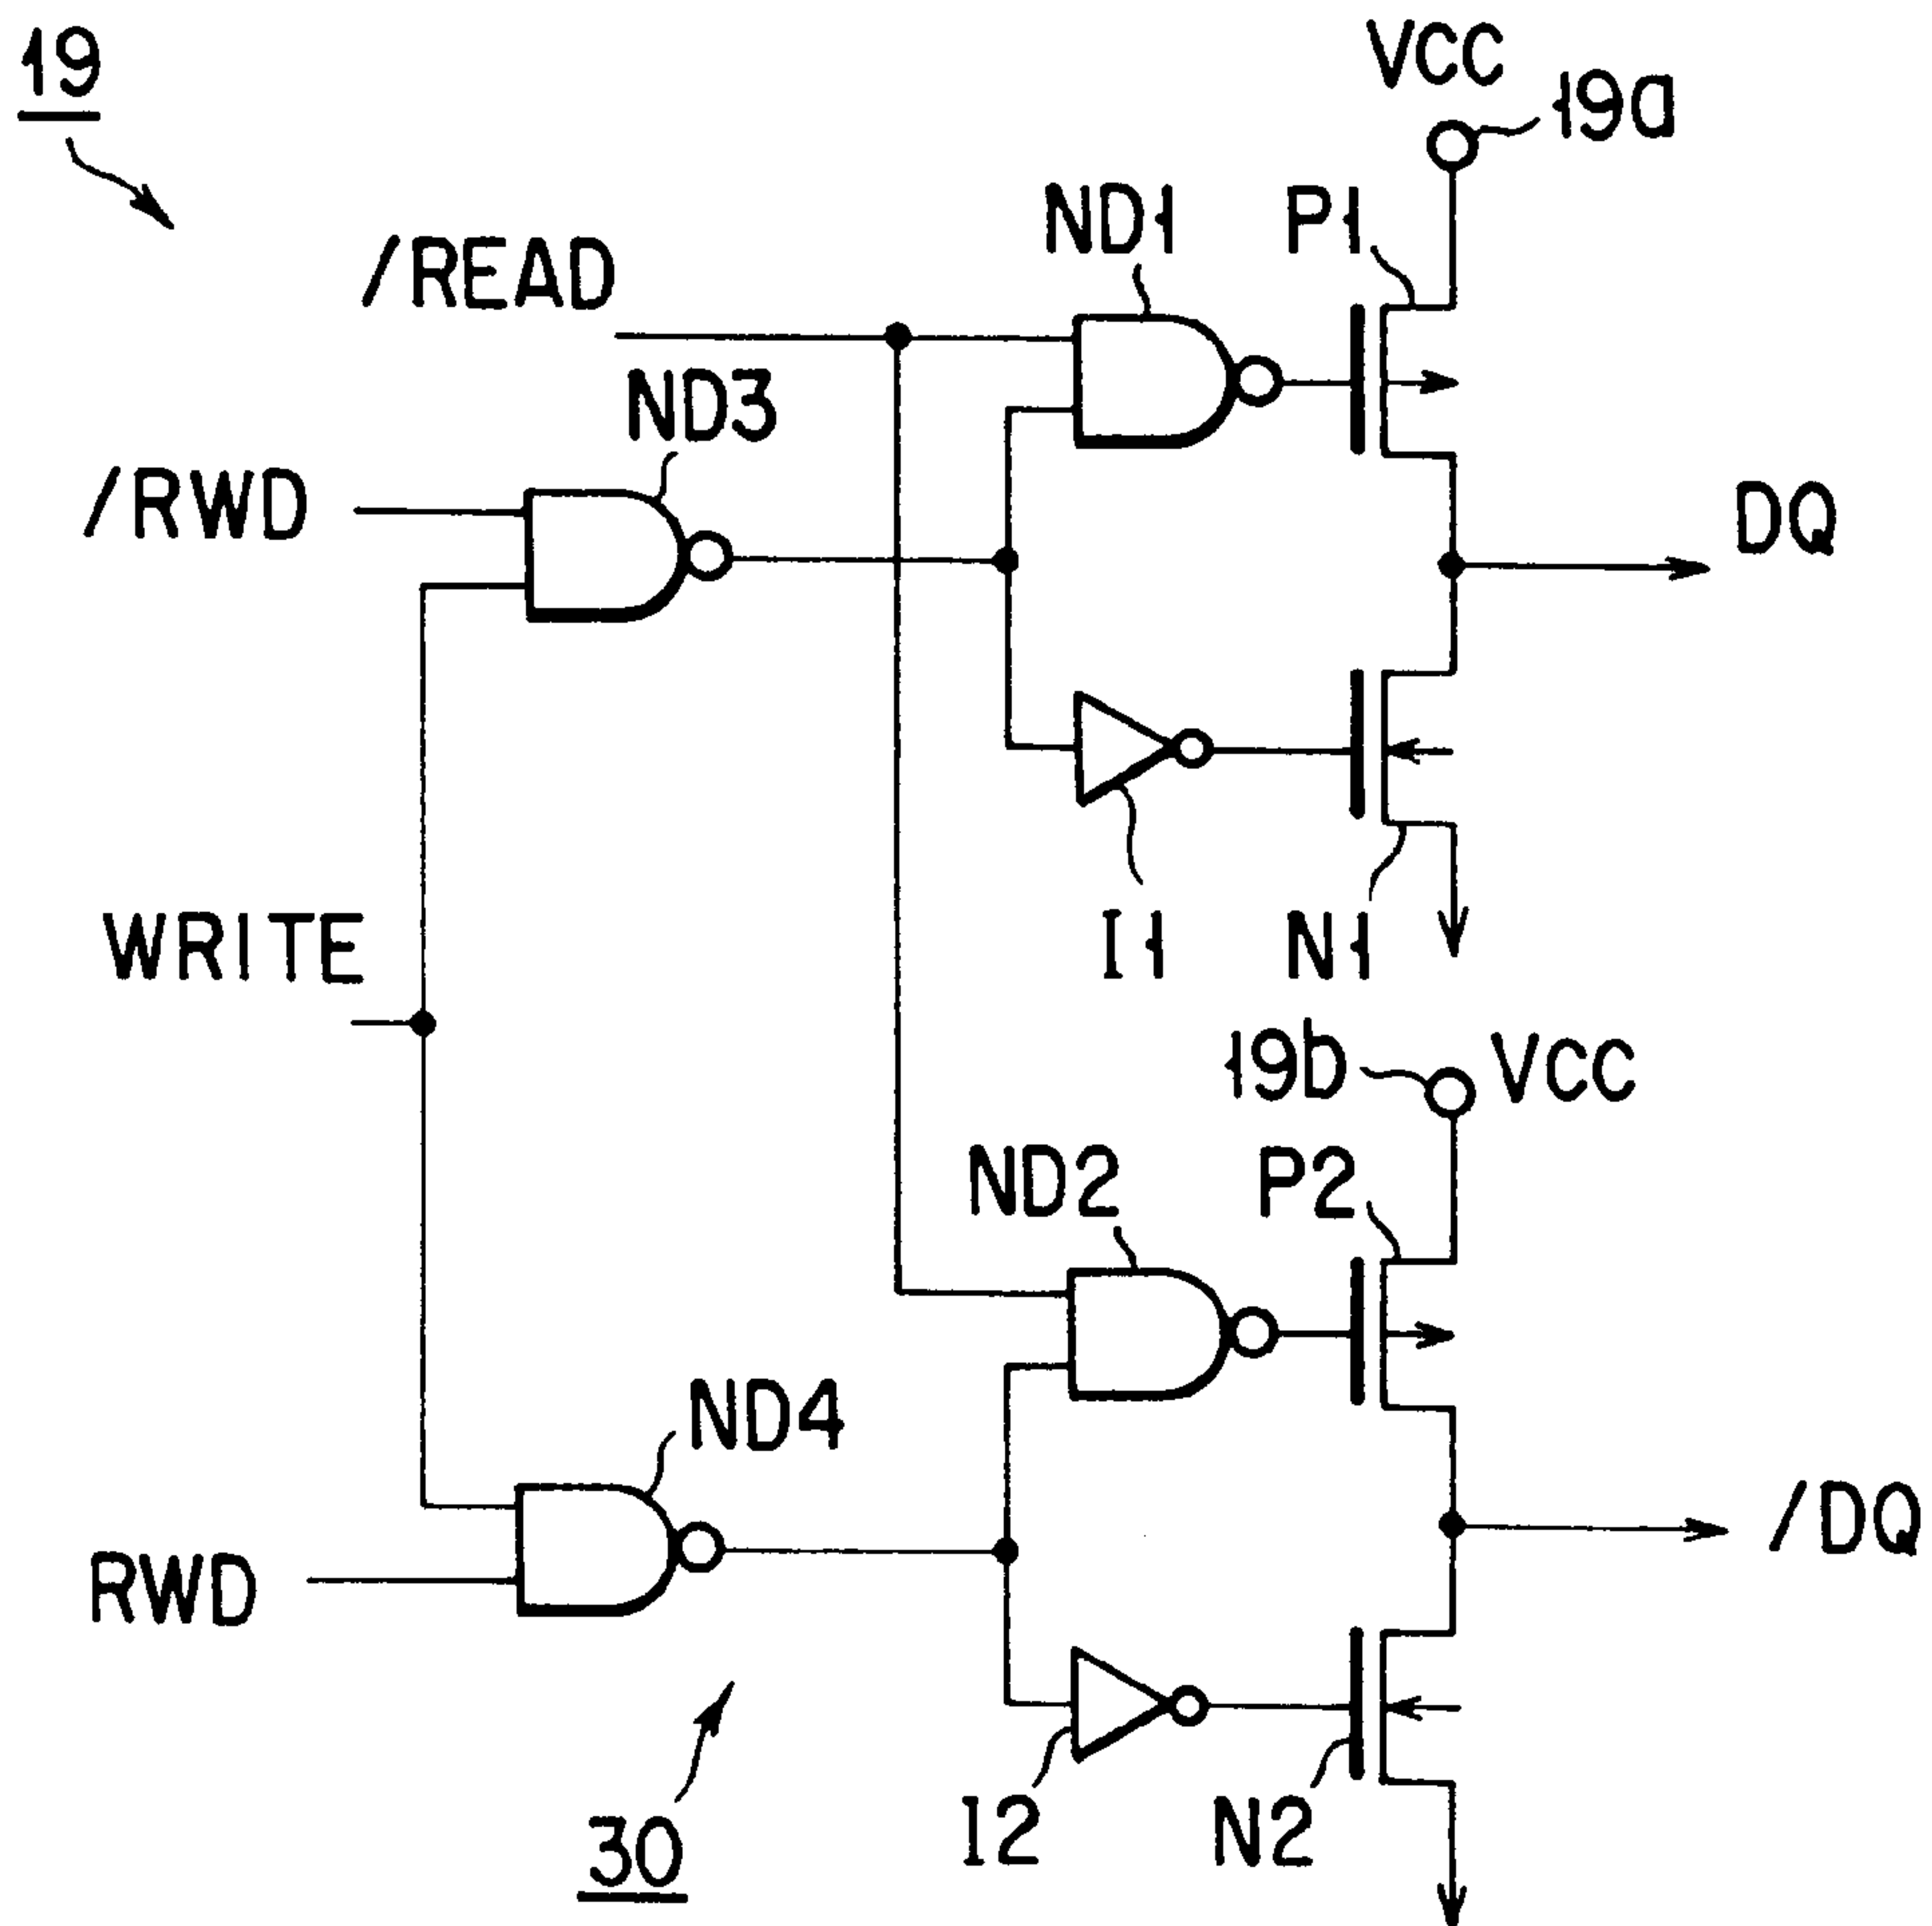 19
VCC
19a
ND1
P1
/READ
ND3
/RWD
DQ
WRITE
I1
N1
19b
VCC
ND2
P2
ND4
/DQ
RWD
I2
N2
30